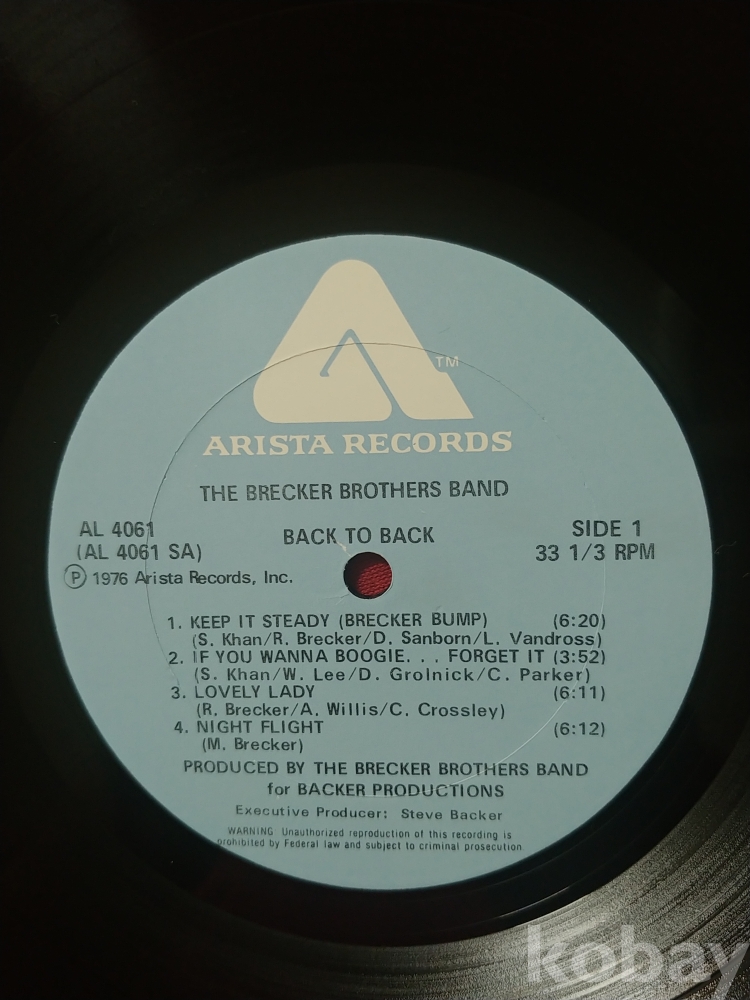 TM
ARISTA RECORDS
THE BRECKER BROTHERS BAND
AL 4061
(AL 4061 SA)
Ⓟ 1976 Arista Records, Inc.
BACK TO BACK
SIDE 1
33 1/3 RPM
1. KEEP IT STEADY (BRECKER BUMP) (6:20)
(S. Khan/R. Brecker/D. Sanborn/L. Vandross)
2. IF YOU WANNA BOOGIE. . . FORGET IT (3:52)
(S. Khan/W. Lee/D. Grolnick/C. Parker)
3. LOVELY LADY (6:11)
(R. Brecker/A. Willis/C. Crossley)
4. NIGHT FLIGHT (6:12)
(M. Brecker)
PRODUCED BY THE BRECKER BROTHERS BAND
for BACKER PRODUCTIONS
Executive Producer: Steve Backer
WARNING: Unauthorized reproduction of this recording is
prohibited by Federal law and subject to criminal prosecution.
kobay